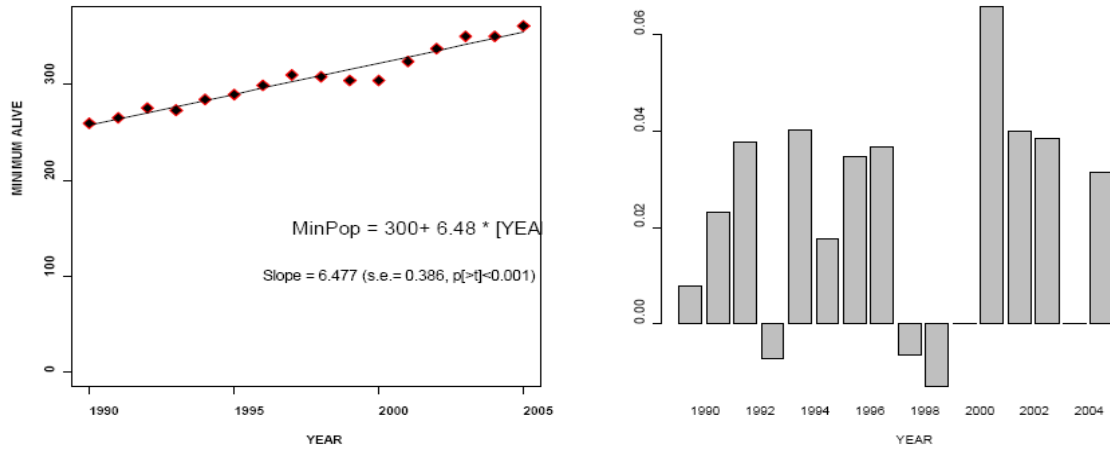 MINIMUM ALIVE
300
200
100
0
MinPop = 300+ 6.48 * [YEA
Slope = 6.477 (s.e.= 0.386, p[>t]<0.001)
1990 1995 2000 2005
YEAR
0.06
0.04
0.02
0.00
1990 1992 1994 1996 1998 2000 2002 2004
YEAR